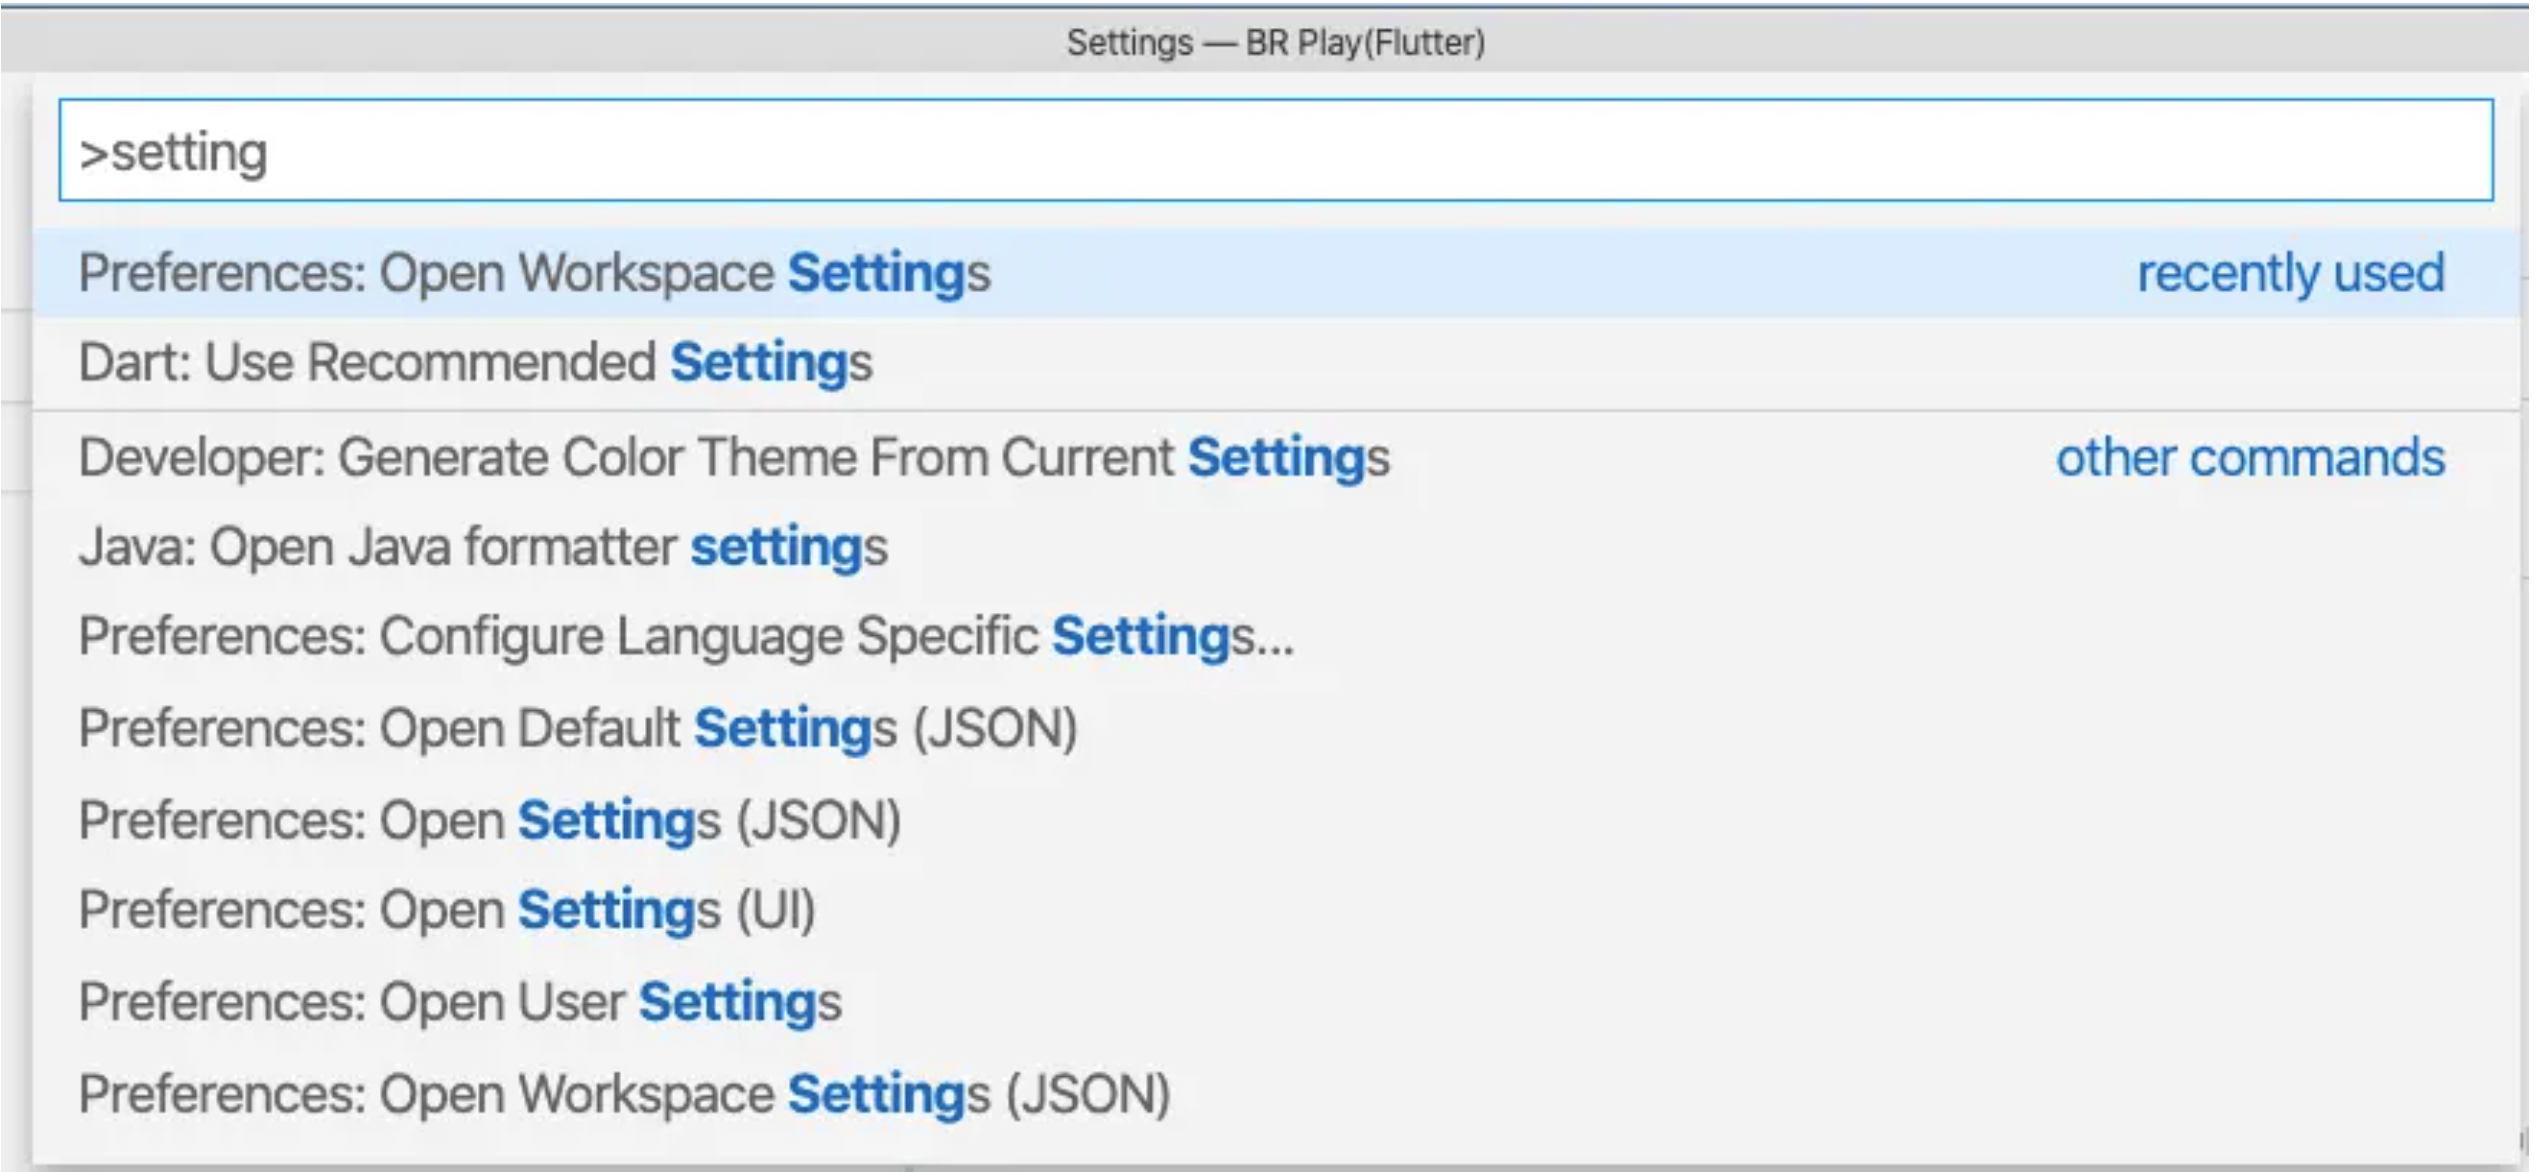 Settings — BR Play(Flutter)
>setting
Preferences: Open Workspace Settings recently used
Dart: Use Recommended Settings
Developer: Generate Color Theme From Current Settings other commands
Java: Open Java formatter settings
Preferences: Configure Language Specific Settings...
Preferences: Open Default Settings (JSON)
Preferences: Open Settings (JSON)
Preferences: Open Settings (UI)
Preferences: Open User Settings
Preferences: Open Workspace Settings (JSON)